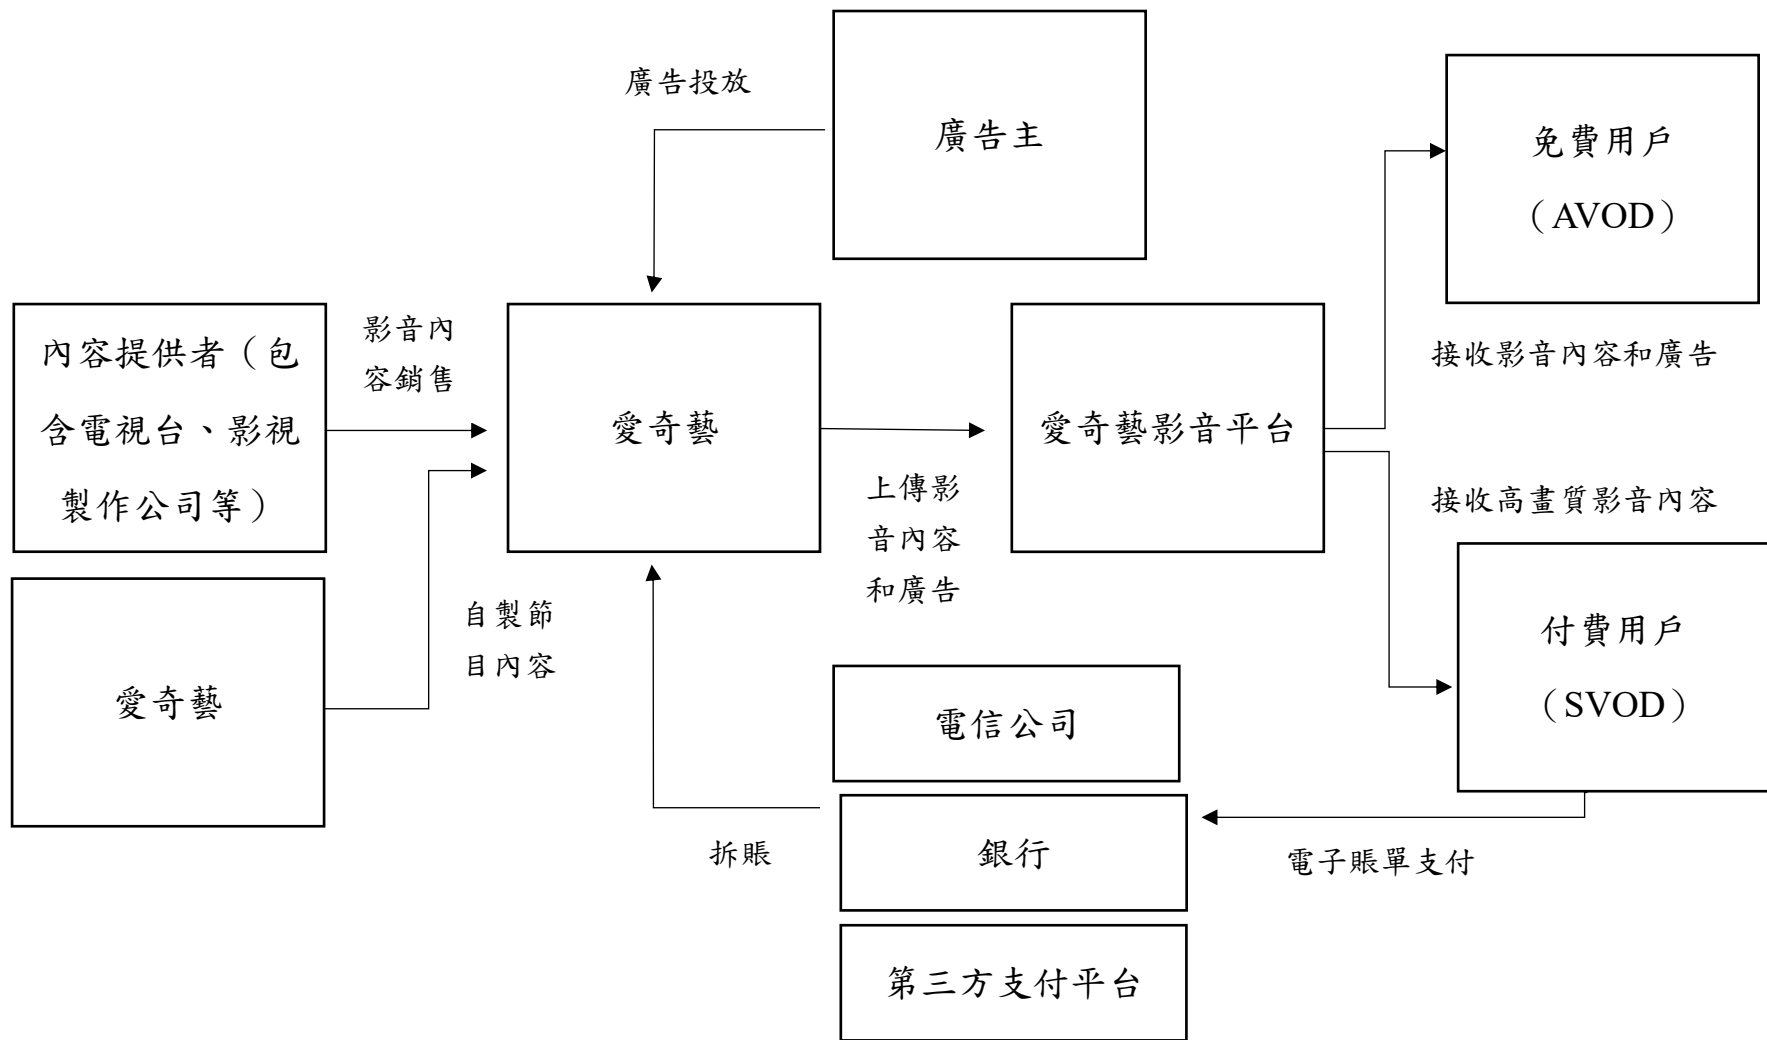 廣告投放
廣告主
免費用戶
（AVOD）
內容提供者（包
含電視台、影視
製作公司等）
影音內
容銷售
愛奇藝
愛奇藝影音平台
接收影音內容和廣告
上傳影
音內容
和廣告
接收高畫質影音內容
愛奇藝
自製節
目內容
付費用戶
（SVOD）
電信公司
銀行
第三方支付平台
拆賬
電子賬單支付